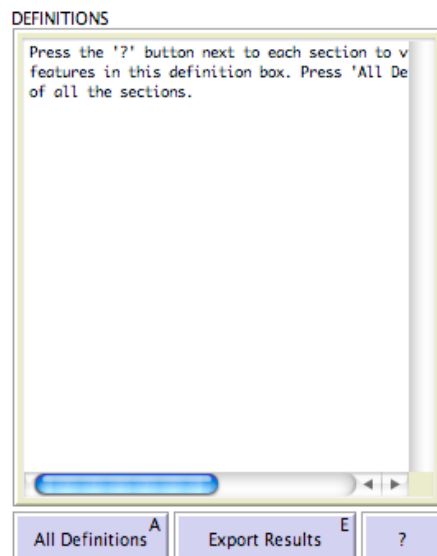 DEFINITIONS
Press the '?' button next to each section to v
features in this definition box. Press 'All De
of all the sections.
All Definitions A
Export Results E
?